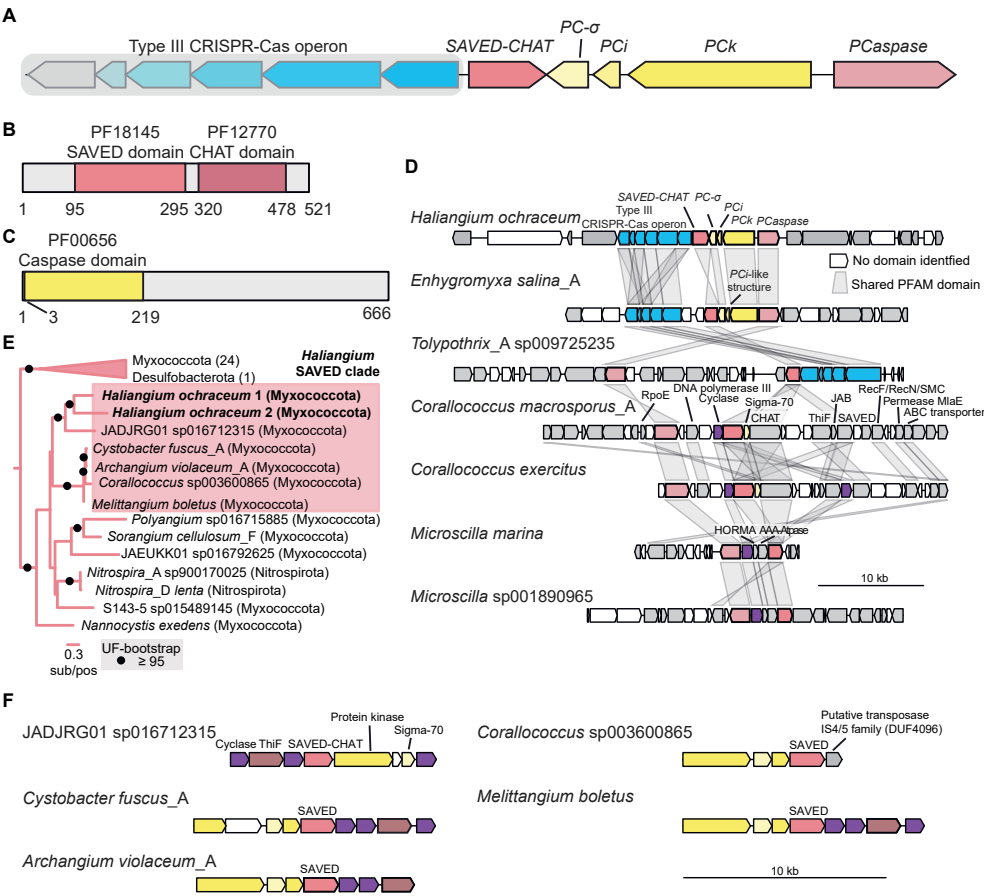 A
Type III CRISPR-Cas operon
SAVED-CHAT
PC-σ
PCi
PCk
PCaspase
B
PF18145
SAVED domain
PF12770
CHAT domain
1
95
295
320
478
521
C
PF00656
Caspase domain
1
3
219
666
D
SAVED-CHAT
PC-σ
PCi
Type III
CRISPR-Cas operon
PCk
PCaspase
Haliangium ochraceum
No domain identfied
Shared PFAM domain
Enhygromyxa salina_A
PCi-like
structure
Tolypothrix_A sp009725235
Corallococcus macrosporus_A
RpoE
DNA polymerase III
Cyclase
Sigma-70
CHAT
JAB
ThiF
SAVED
RecF/RecN/SMC
Permease MlaE
ABC transporter
Corallococcus exercitus
Microscilla marina
HORMA
AAA-Atpase
10 kb
Microscilla sp001890965
E
Myxococcota (24)
Desulfobacterota (1)
Haliangium
SAVED clade
Haliangium ochraceum 1 (Myxococcota)
Haliangium ochraceum 2 (Myxococcota)
JADJRG01 sp016712315 (Myxococcota)
Cystobacter fuscus_A (Myxococcota)
Archangium violaceum_A (Myxococcota)
Corallococcus sp003600865 (Myxococcota)
Melittangium boletus (Myxococcota)
Polyangium sp016715885 (Myxococcota)
Sorangium cellulosum_F (Myxococcota)
JAEUKK01 sp016792625 (Myxococcota)
Nitrospira_A sp900170025 (Nitrospirota)
Nitrospira_D lenta (Nitrospirota)
S143-5 sp015489145 (Myxococcota)
Nannocystis exedens (Myxococcota)
0.3
sub/pos
UF-bootstrap
≥ 95
F
JADJRG01 sp016712315
Cyclase
ThiF
SAVED-CHAT
Protein kinase
Sigma-70
Cystobacter fuscus_A
SAVED
Archangium violaceum_A
SAVED
Corallococcus sp003600865
SAVED
Putative transposase
IS4/5 family (DUF4096)
Melittangium boletus
SAVED
10 kb